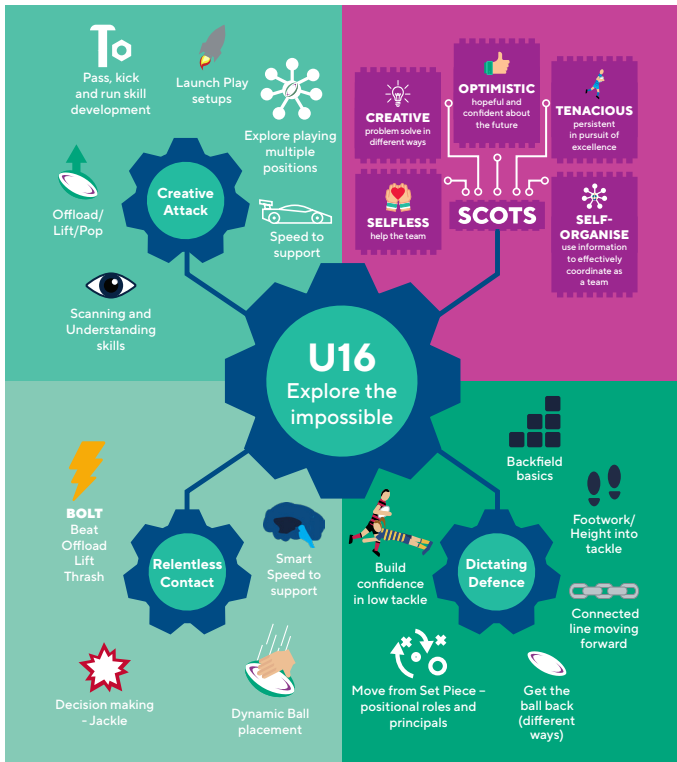 Pass, kick
and run skill
development
Launch Play
setups
Explore playing
multiple
positions
Creative
Attack
Offload/
Lift/Pop
Speed to
support
Scanning and
Understanding
skills
CREATIVE
problem solve in
different ways
OPTIMISTIC
hopeful and
confident about
the future
TENACIOUS
persistent
in pursuit of
excellence
SELFLESS
help the team
SCOTS
SELF-
ORGANISE
use information
to effectively
coordinate as
a team
U16
Explore the
impossible
BOLT
Beat
Offload
Lift
Thrash
Relentless
Contact
Smart
Speed to
support
Decision making
- Jackle
Dynamic Ball
placement
Backfield
basics
Footwork/
Height into
tackle
Build
confidence
in low tackle
Dictating
Defence
Connected
line moving
forward
Move from Set Piece –
positional roles and
principals
Get the
ball back
(different
ways)